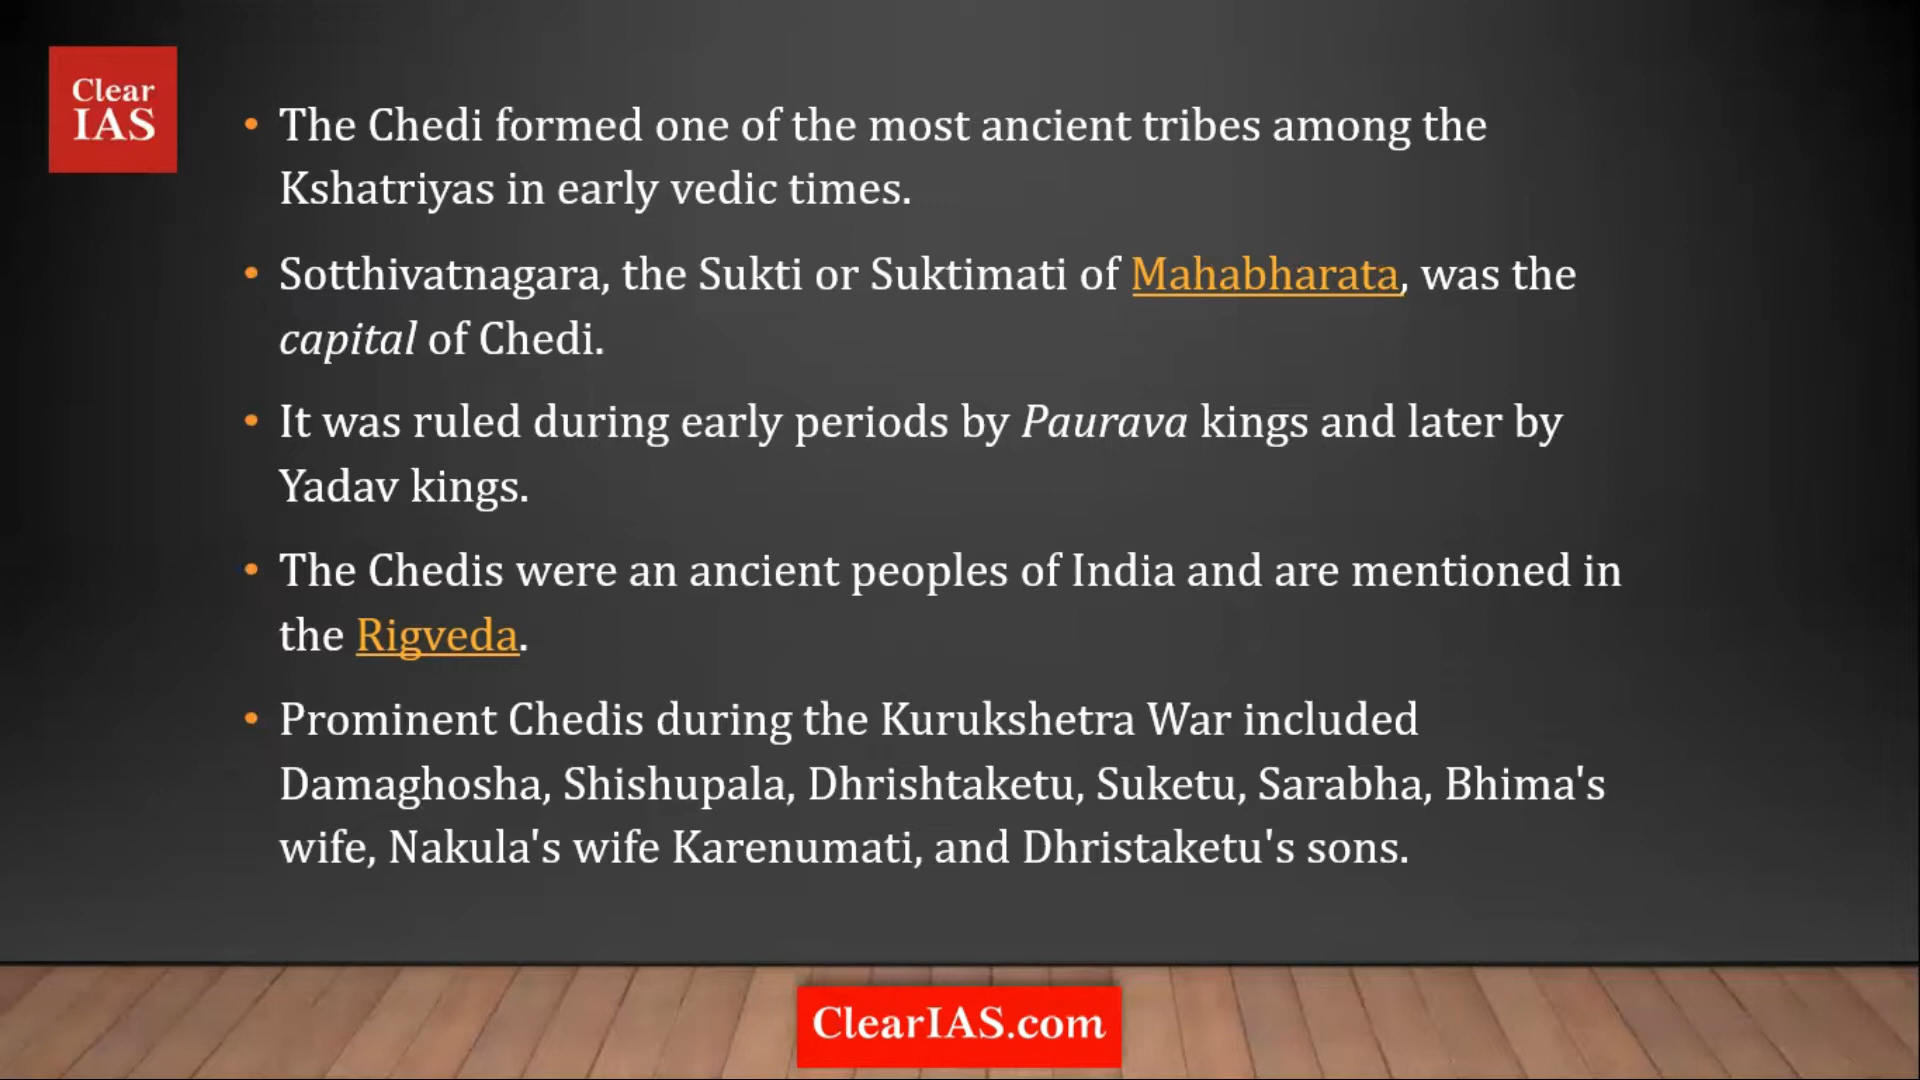 Clear
IAS
• The Chedi formed one of the most ancient tribes among the
Kshatriyas in early vedic times.
• Sotthivatnagara, the Sukti or Suktimati of Mahabharata, was the
capital of Chedi.
• It was ruled during early periods by Paurava kings and later by
Yadav kings.
• The Chedis were an ancient peoples of India and are mentioned in
the Rigveda.
• Prominent Chedis during the Kurukshetra War included
Damaghosha, Shishupala, Dhrishtaketu, Suketu, Sarabha, Bhima's
wife, Nakula's wife Karenumati, and Dhristaketu's sons.
ClearIAS.com